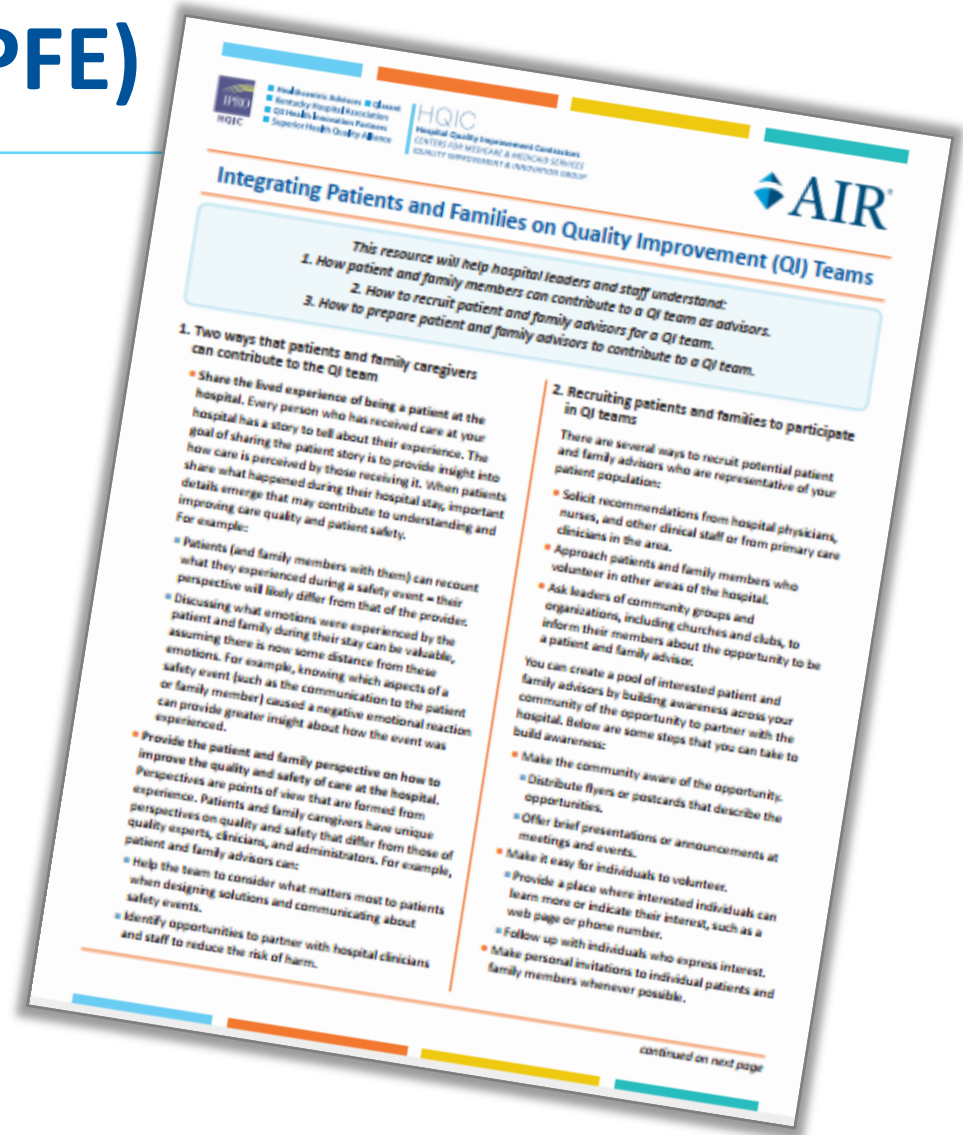 PFE)
IPRO
HQIC
Healthcentric Advisors ■ Qlarant
Kentucky Hospital Association
Q3 Health Innovation Partners
Superior Health Quality Alliance
HQIC
Hospital Quality Improvement Contractors
CENTERS FOR MEDICARE & MEDICAID SERVICES
IQUALITY IMPROVEMENT & INNOVATION GROUP
AIR®
Integrating Patients and Families on Quality Improvement (QI) Teams
This resource will help hospital leaders and staff understand:
1. How patient and family members can contribute to a QI team as advisors.
2. How to recruit patient and family advisors for a QI team.
3. How to prepare patient and family advisors to contribute to a QI team.
1. Two ways that patients and family caregivers
can contribute to the QI team
• Share the lived experience of being a patient at the
hospital. Every person who has received care at your
hospital has a story to tell about their experience. The
goal of sharing the patient story is to provide insight into
how care is perceived by those receiving it. When patients
share what happened during their hospital stay, important
details emerge that may contribute to understanding and
improving care quality and patient safety.
For example:
■ Patients (and family members with them) can recount
what they experienced during a safety event – their
perspective will likely differ from that of the provider.
■ Discussing what emotions were experienced by the
patient and family during their stay can be valuable,
assuming there is now some distance from these
emotions. For example, knowing which aspects of a
safety event (such as the communication to the patient
or family member) caused a negative emotional reaction
can provide greater insight about how the event was
experienced.
• Provide the patient and family perspective on how to
improve the quality and safety of care at the hospital.
Perspectives are points of view that are formed from
experience. Patients and family caregivers have unique
perspectives on quality and safety that differ from those of
quality experts, clinicians, and administrators. For example,
patient and family advisors can:
■ Help the team to consider what matters most to patients
when designing solutions and communicating about
safety events.
■ Identify opportunities to partner with hospital clinicians
and staff to reduce the risk of harm.
2. Recruiting patients and families to participate
in QI teams
There are several ways to recruit potential patient
and family advisors who are representative of your
patient population:
• Solicit recommendations from hospital physicians,
nurses, and other clinical staff or from primary care
clinicians in the area.
• Approach patients and family members who
volunteer in other areas of the hospital.
• Ask leaders of community groups and
organizations, including churches and clubs, to
inform their members about the opportunity to be
a patient and family advisor.
You can create a pool of interested patient and
family advisors by building awareness across your
community of the opportunity to partner with the
hospital. Below are some steps that you can take to
build awareness:
• Make the community aware of the opportunity.
■ Distribute flyers or postcards that describe the
opportunities.
■ Offer brief presentations or announcements at
meetings and events.
• Make it easy for individuals to volunteer.
■ Provide a place where interested individuals can
learn more or indicate their interest, such as a
web page or phone number.
■ Follow up with individuals who express interest.
• Make personal invitations to individual patients and
family members whenever possible.
continued on next page